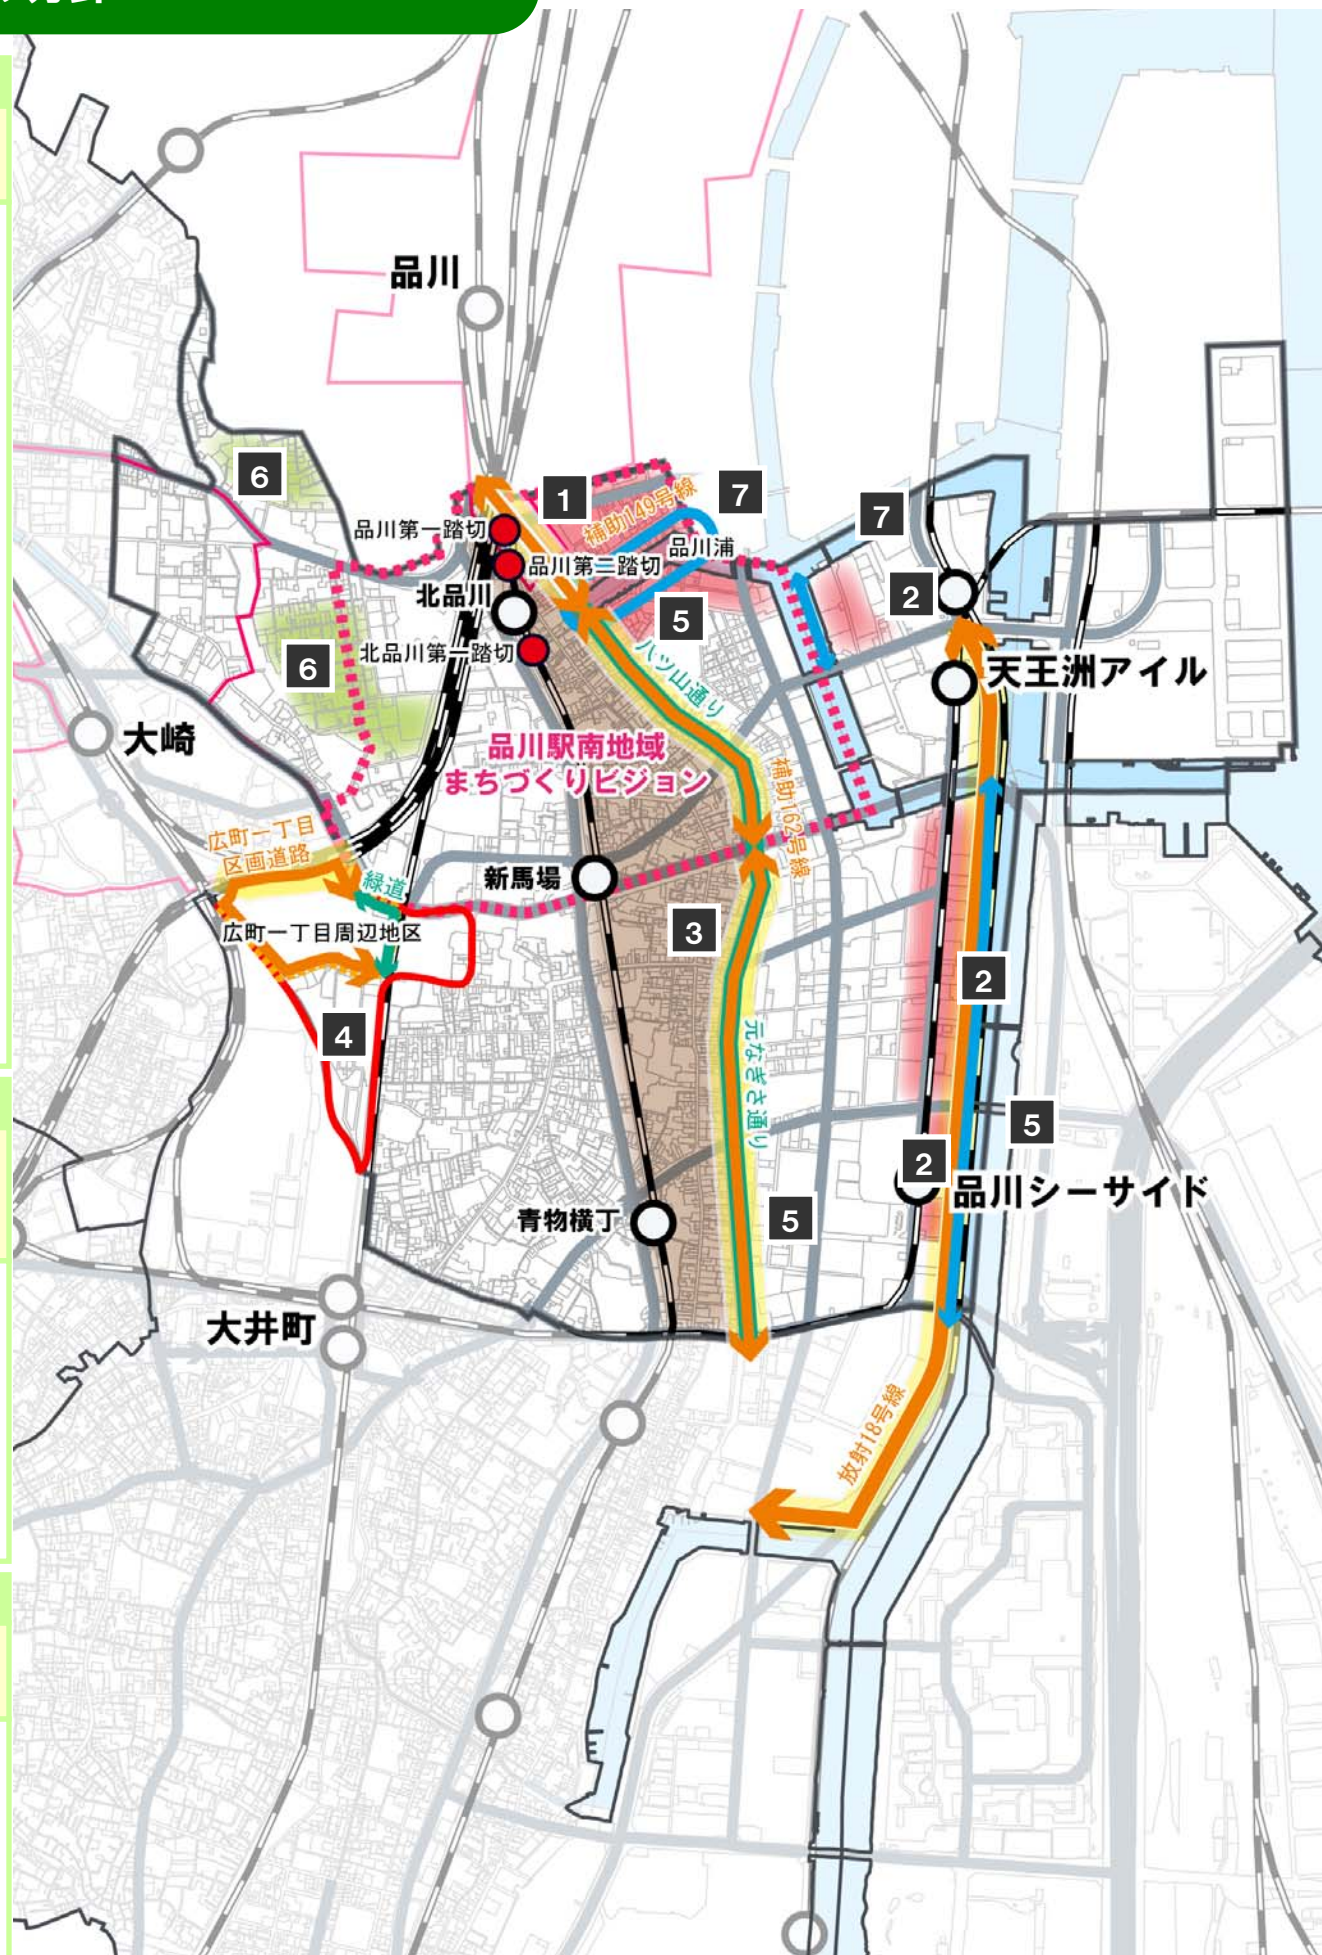 の方針
品川
6
1
7
補助149号線
7
品川第一踏切
品川浦
品川第二踏切
北品川
2
5
6
北品川第一踏切
八ツ山通り
天王洲アイル
大崎
品川駅南地域
まちづくりビジョン
補助162号線
広町一丁目
区画道路
緑道
新馬場
広町一丁目周辺地区
3
2
4
元なぎさ通り
5
2
品川シーサイド
青物横丁
5
大井町
放射18号線